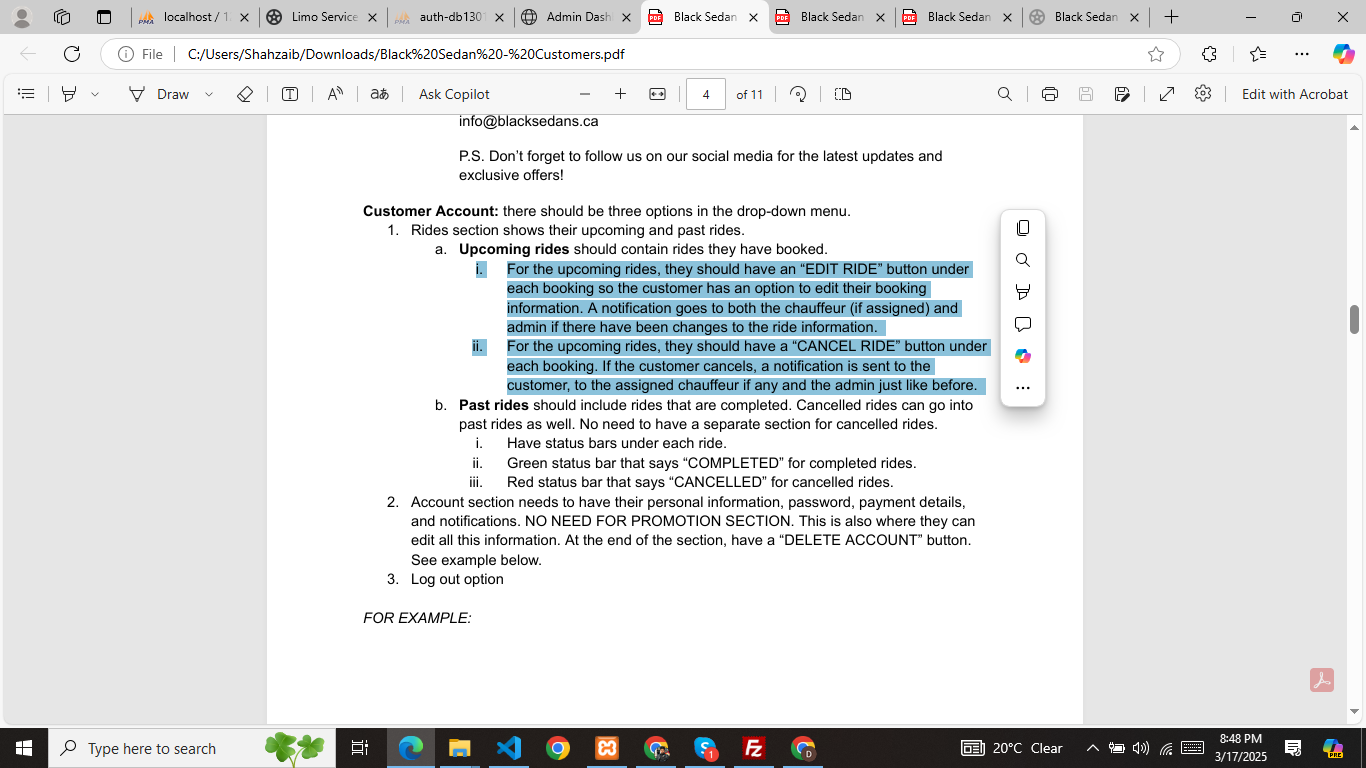 localhost / 1
Limo Service
auth-db1301
Admin Dash
Black Sedan
Black Sedan
Black Sedan
Black Sedan
File
C:/Users/Shahzaib/Downloads/Black%20Sedan%20-%20Customers.pdf
Draw
Ask Copilot
4
of 11
Edit with Acrobat
info@blacksedans.ca
P.S. Don’t forget to follow us on our social media for the latest updates and
exclusive offers!
Customer Account: there should be three options in the drop-down menu.
1. Rides section shows their upcoming and past rides.
a. Upcoming rides should contain rides they have booked.
i. For the upcoming rides, they should have an “EDIT RIDE” button under
each booking so the customer has an option to edit their booking
information. A notification goes to both the chauffeur (if assigned) and
admin if there have been changes to the ride information.
ii. For the upcoming rides, they should have a “CANCEL RIDE” button under
each booking. If the customer cancels, a notification is sent to the
customer, to the assigned chauffeur if any and the admin just like before.
b. Past rides should include rides that are completed. Cancelled rides can go into
past rides as well. No need to have a separate section for cancelled rides.
i. Have status bars under each ride.
ii. Green status bar that says “COMPLETED” for completed rides.
iii. Red status bar that says “CANCELLED” for cancelled rides.
2. Account section needs to have their personal information, password, payment details,
and notifications. NO NEED FOR PROMOTION SECTION. This is also where they can
edit all this information. At the end of the section, have a “DELETE ACCOUNT” button.
See example below.
3. Log out option
FOR EXAMPLE:
Type here to search
20°C Clear
8:48 PM
3/17/2025